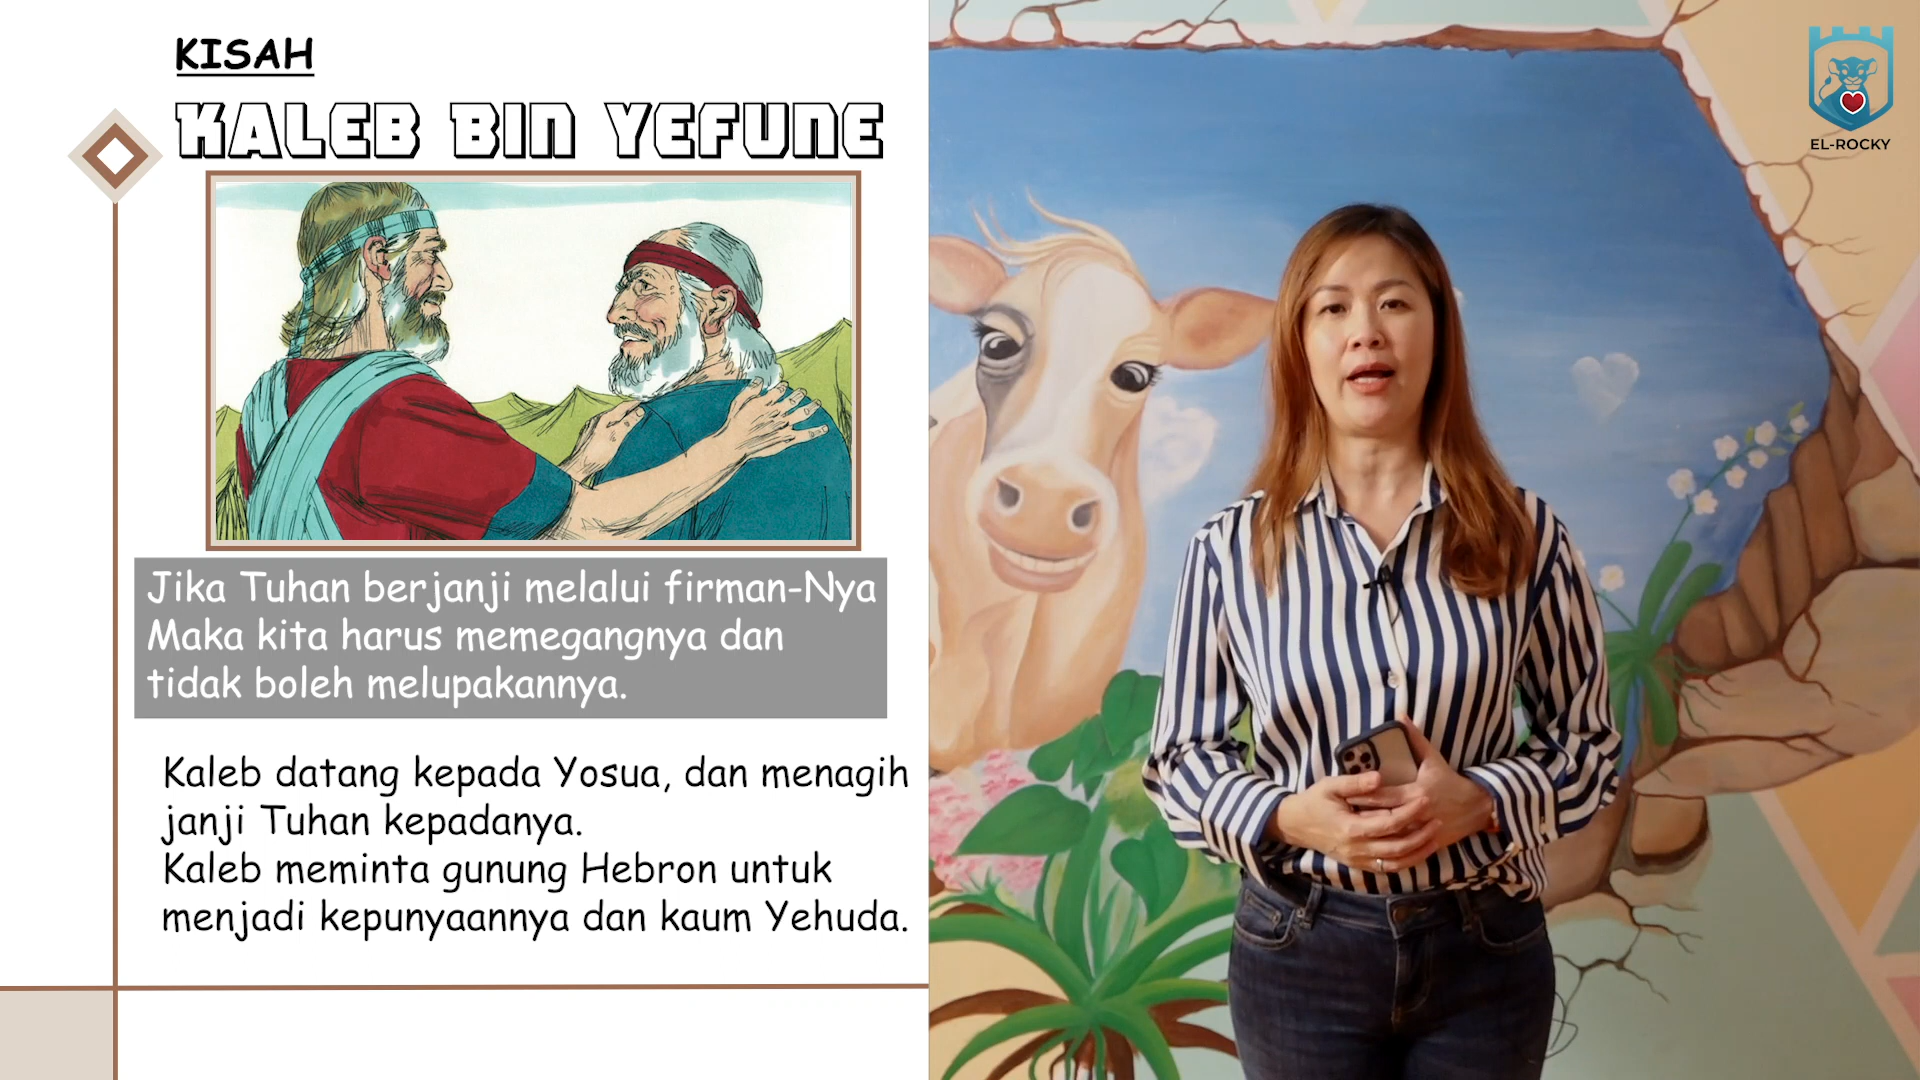 KISAH
KALEB BIN YEFUNE
Jika Tuhan berjanji melalui firman-Nya
Maka kita harus memegangnya dan
tidak boleh melupakannya.
Kaleb datang kepada Yosua, dan menagih
janji Tuhan kepadanya.
Kaleb meminta gunung Hebron untuk
menjadi kepunyaannya dan kaum Yehuda.
EL-ROCKY